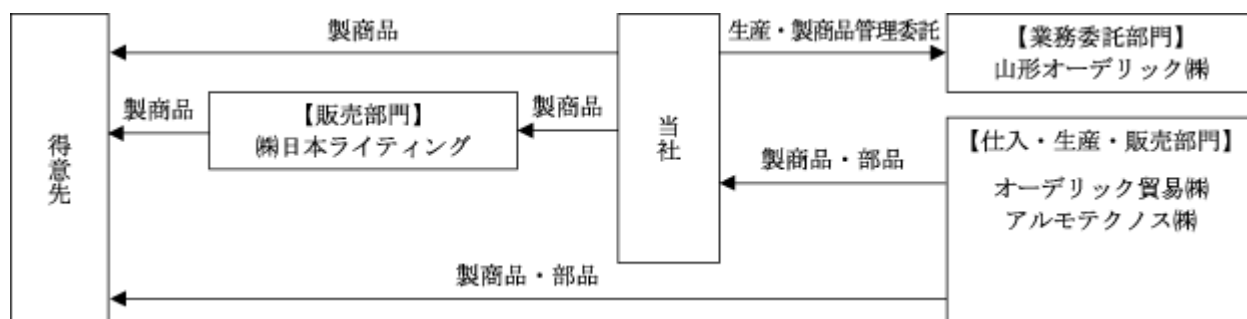 製商品
生産・製商品管理委託
【業務委託部門】
山形オーデリック㈱
製商品
【販売部門】
㈱日本ライティング
製商品
得意先
当社
【仕入・生産・販売部門】
製商品・部品
オーデリック貿易㈱
アルモテクノス㈱
製商品・部品